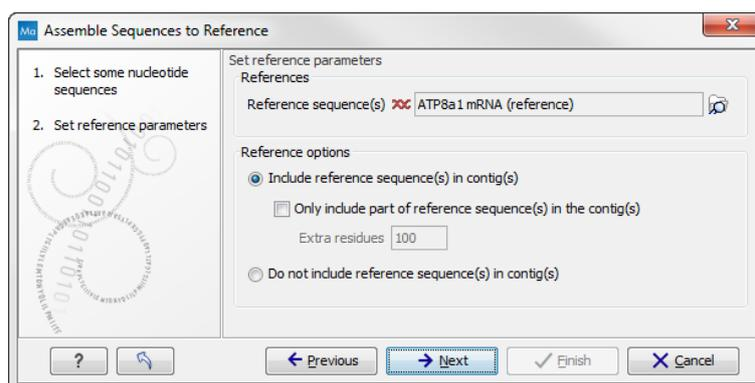 Ma Assemble Sequences to Reference
X
1. Select some nucleotide
sequences
2. Set reference parameters
Set reference parameters
References
Reference sequence(s) ATP8a1 mRNA (reference)
Reference options
Include reference sequence(s) in contig(s)
Only include part of reference sequence(s) in the contig(s)
Extra residues 100
Do not include reference sequence(s) in contig(s)
? Previous Next Finish Cancel